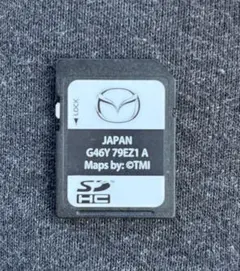 LOCK
JAPAN
G46Y 79EZ1 A
Maps by: ©TMI
SD
HC